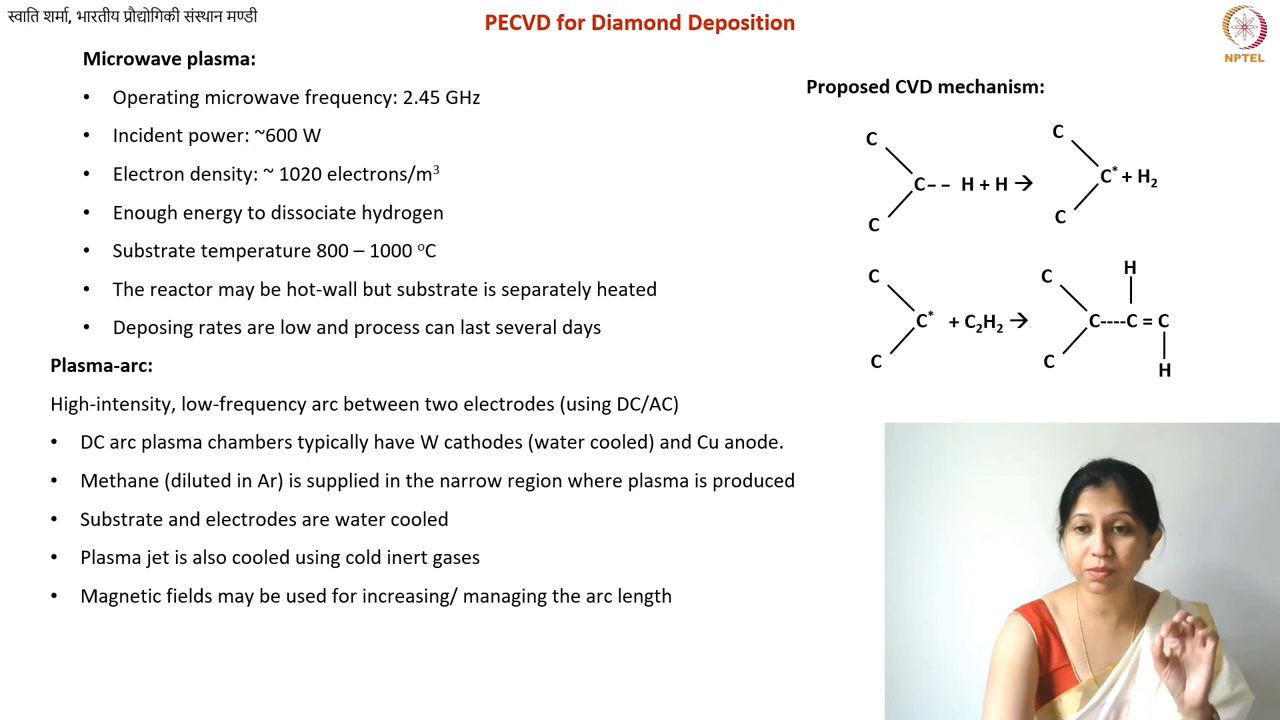 स्वाति शर्मा, भारतीय प्रौद्योगिकी संस्थान मण्डी
PECVD for Diamond Deposition
NPTEL
Microwave plasma:
• Operating microwave frequency: 2.45 GHz
• Incident power: ~600 W
• Electron density: ~ 1020 electrons/m³
• Enough energy to dissociate hydrogen
• Substrate temperature 800 – 1000 ᵒC
• The reactor may be hot-wall but substrate is separately heated
• Deposing rates are low and process can last several days
Plasma-arc:
High-intensity, low-frequency arc between two electrodes (using DC/AC)
• DC arc plasma chambers typically have W cathodes (water cooled) and Cu anode.
• Methane (diluted in Ar) is supplied in the narrow region where plasma is produced
• Substrate and electrodes are water cooled
• Plasma jet is also cooled using cold inert gases
• Magnetic fields may be used for increasing/ managing the arc length
Proposed CVD mechanism:
C C
C– – H + H → C* + H₂
C C
C C H
C* + C₂H₂ → C----C = C
C C H